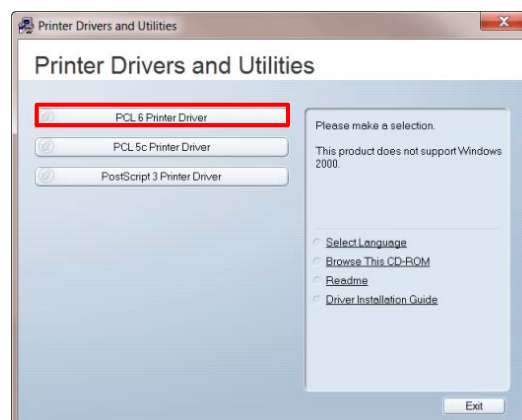 Printer Drivers and Utilities
Printer Drivers and Utilities
PCL 6 Printer Driver
PCL 5c Printer Driver
PostScript 3 Printer Driver
Please make a selection.
This product does not support Windows
2000.
Select Language
Browse This CD-ROM
Readme
Driver Installation Guide
Exit